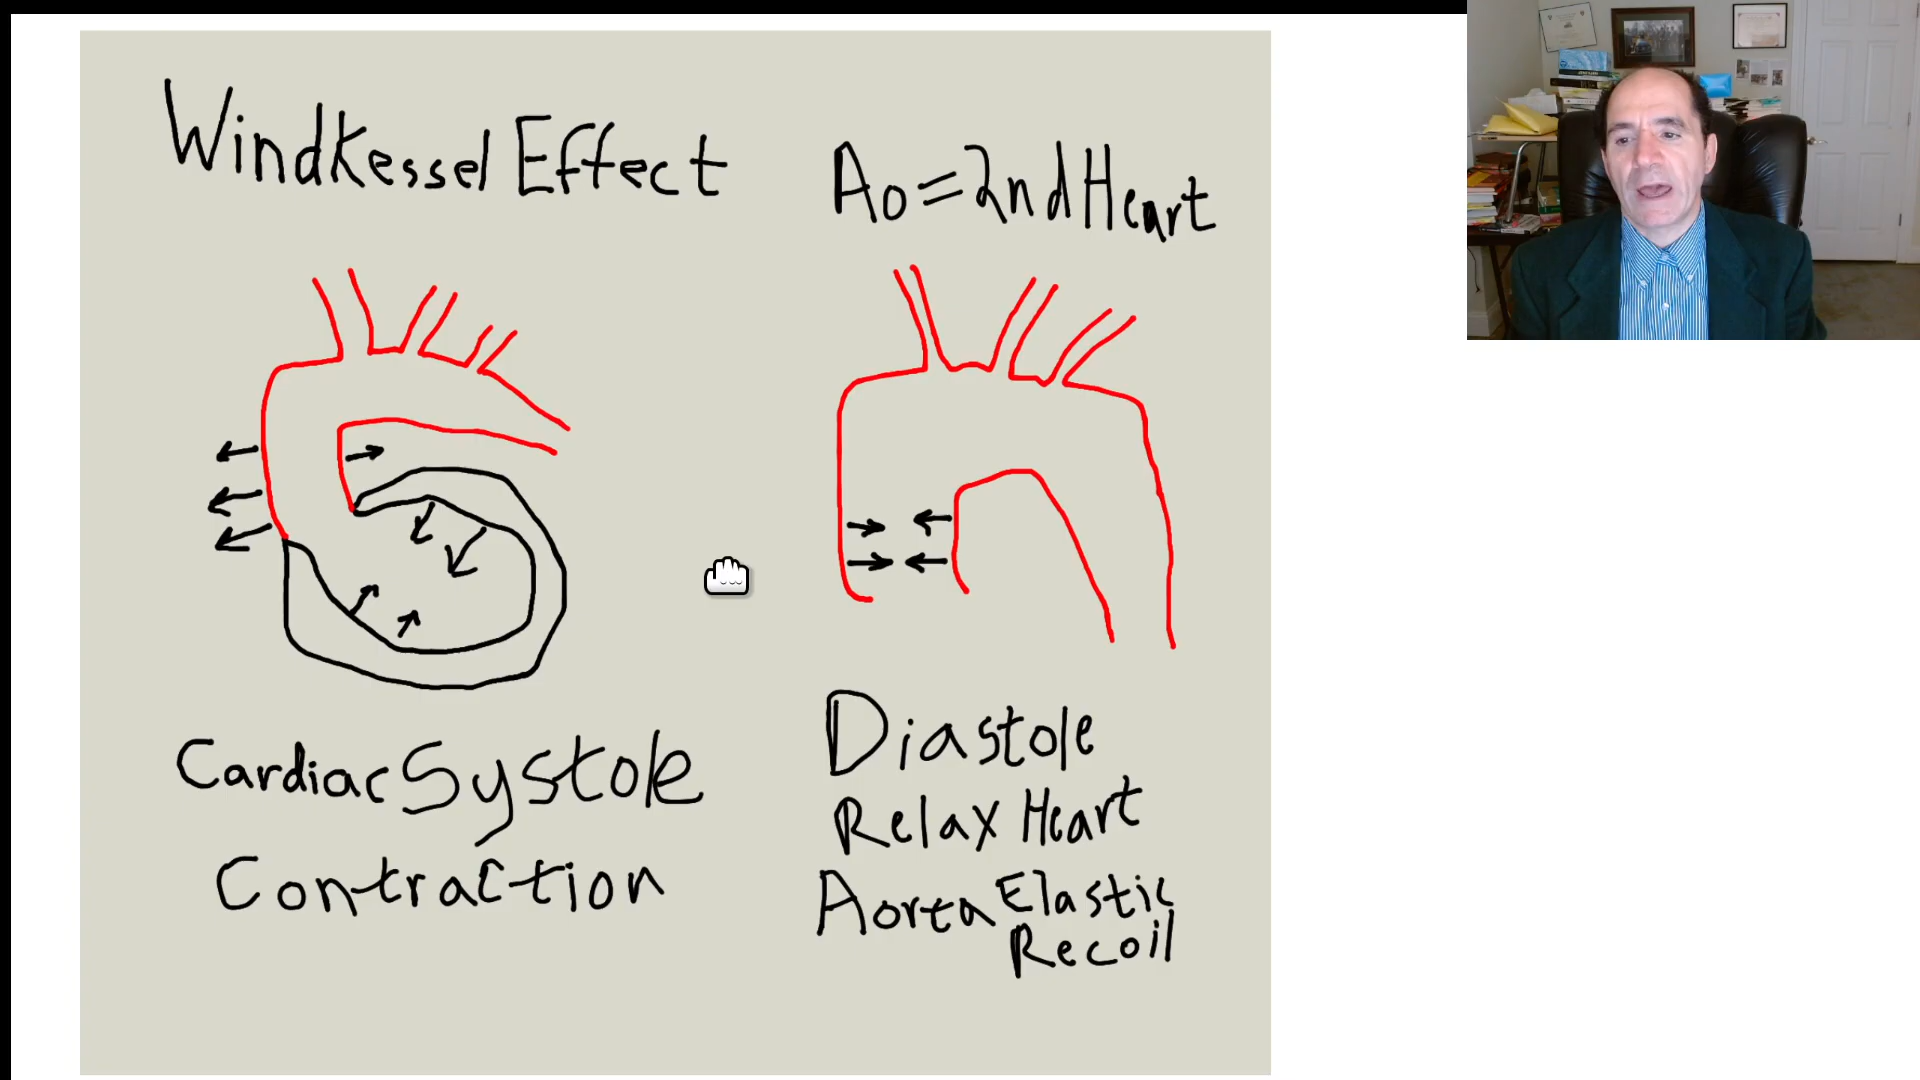 Windkessel Effect
Ao=2nd Heart
Cardiac Systole
Contraction
Diastole
Relax Heart
Aorta Elastic
Recoil